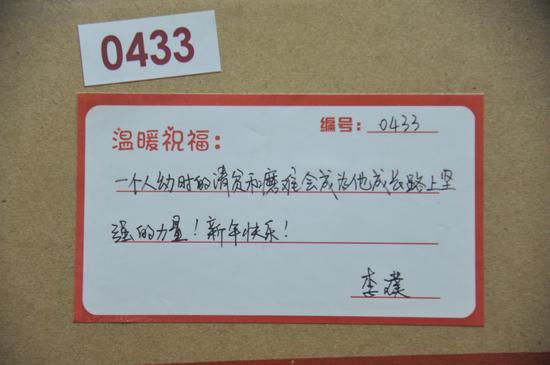 0433
编号: 0433
温暖祝福:
一个人幼时的清贫和磨难会成为他成长路上坚
强的力量！新年快乐！
李璞